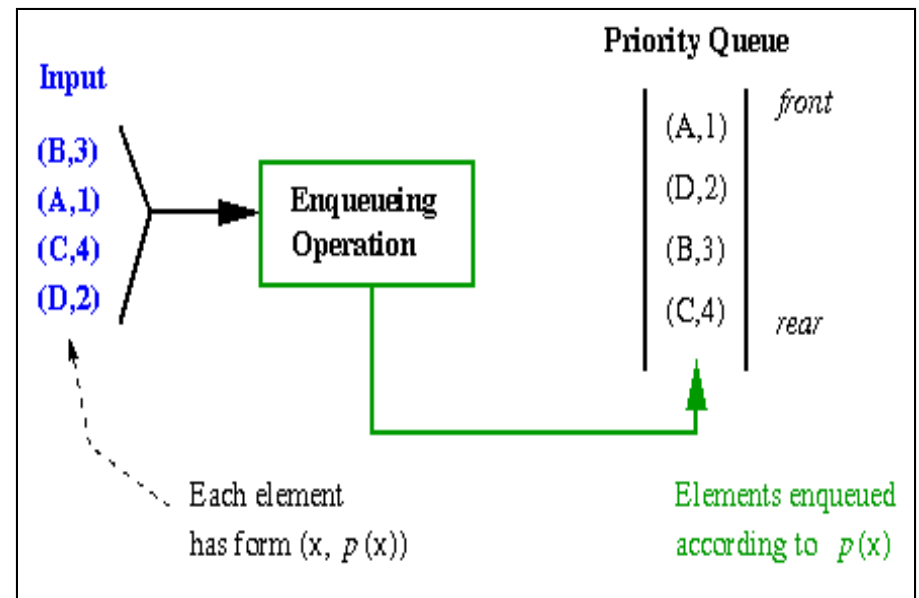 Input
(B,3)
(A,1)
(C,4)
(D,2)
Enqueueing
Operation
Priority Queue
(A,1)
(D,2)
(B,3)
(C,4)
front
rear
Each element
has form (x, p(x))
Elements enqueued
according to p(x)